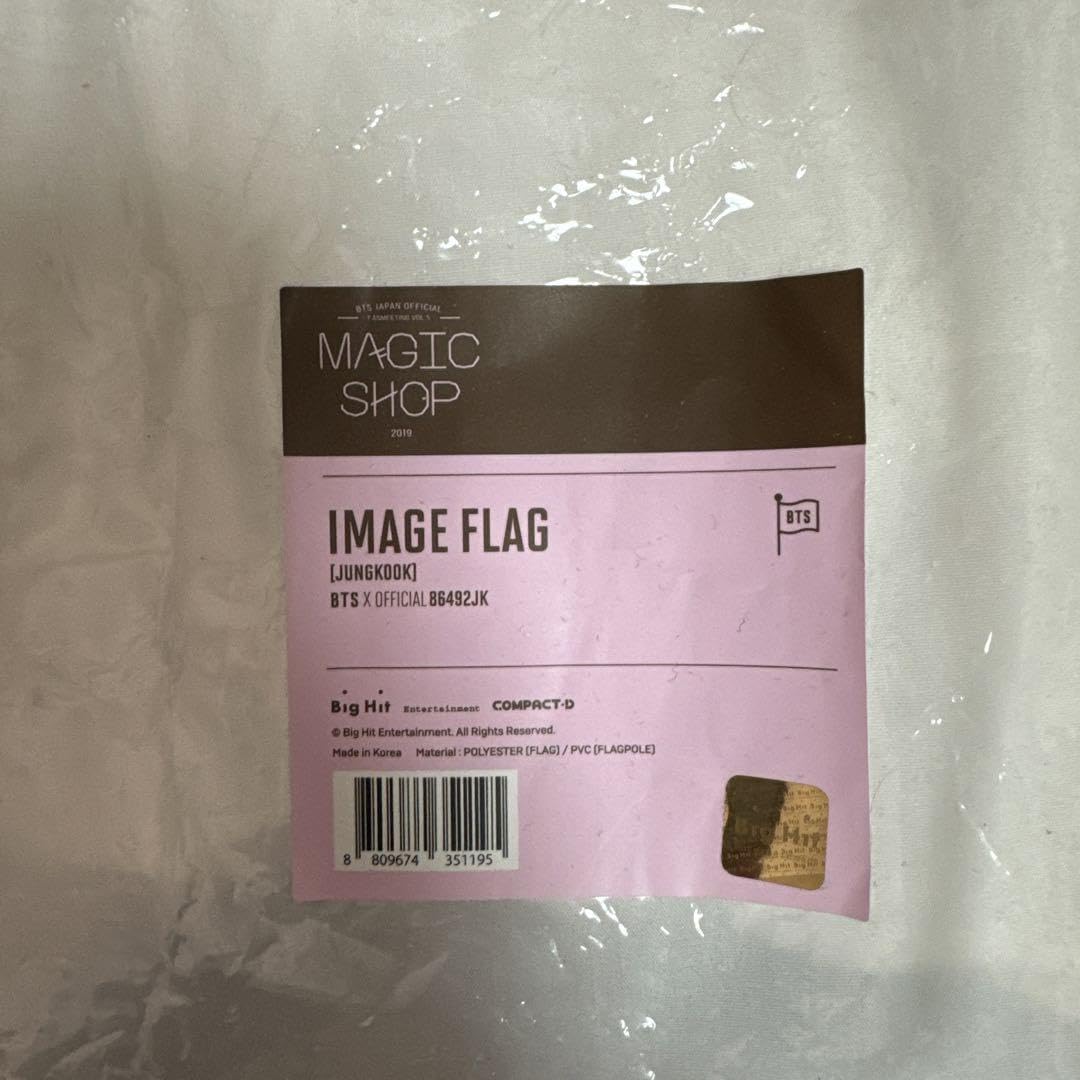 BTS JAPAN OFFICIAL
FANMEETING VOL.5
MAGIC
SHOP
2019
IMAGE FLAG
BTS
[JUNGKOOK]
BTS X OFFICIAL 86492JK
Big Hit Entertainment COMPACT-D
© Big Hit Entertainment. All Rights Reserved.
Made in Korea Material : POLYESTER (FLAG) / PVC (FLAGPOLE)
8 809674 351195
Big Hit